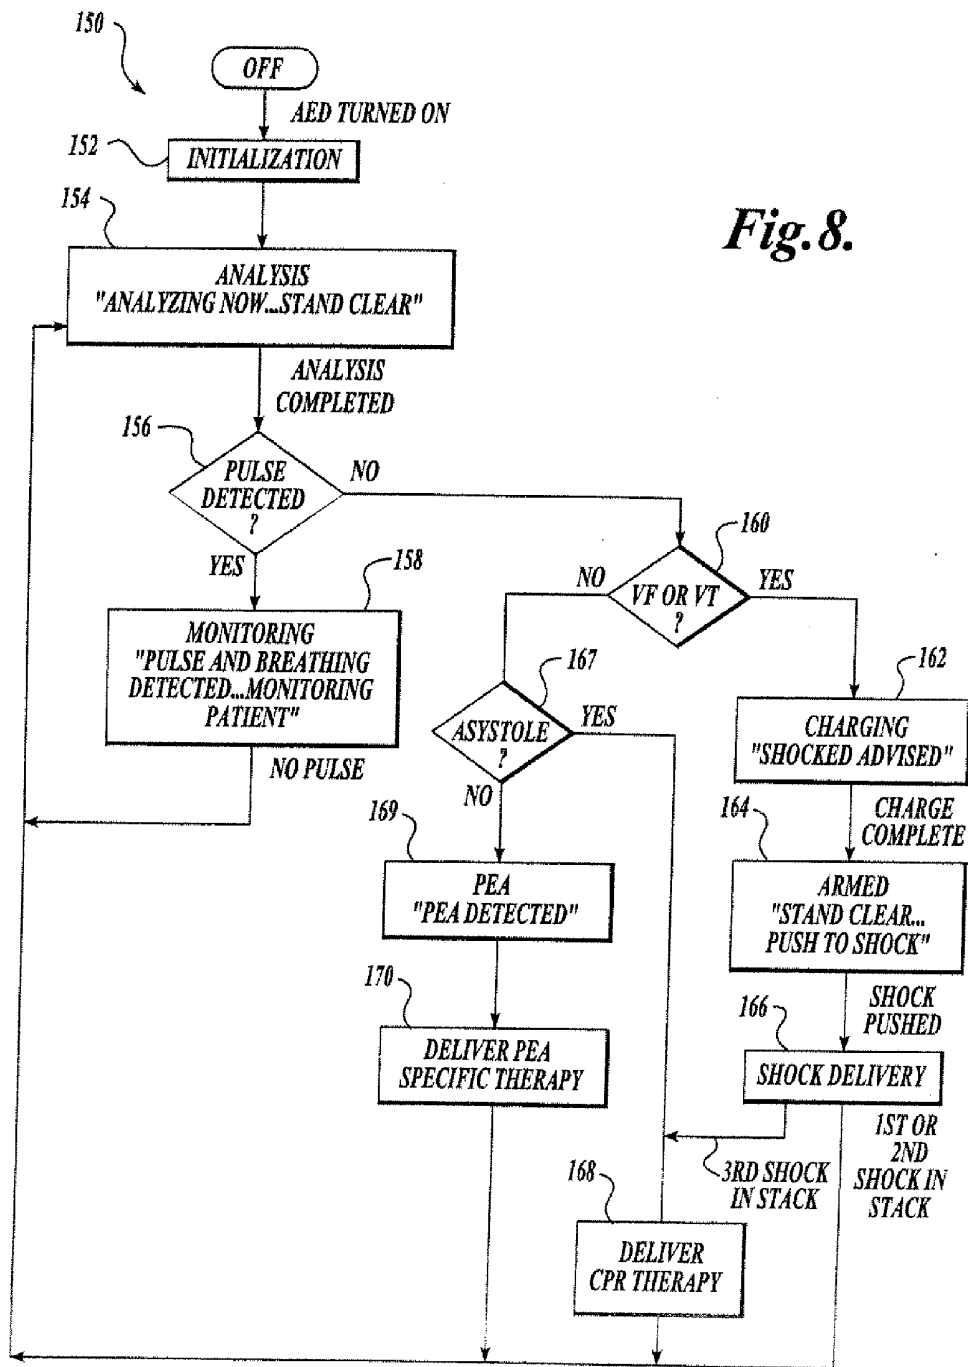 150
OFF
AED TURNED ON
152
INITIALIZATION
154
Fig. 8.
ANALYSIS
"ANALYZING NOW...STAND CLEAR"
ANALYSIS
COMPLETED
156
PULSE
DETECTED
?
NO
YES
158
MONITORING
"PULSE AND BREATHING
DETECTED...MONITORING
PATIENT"
NO PULSE
160
VF OR VT
?
NO
YES
167
ASYSTOLE
?
YES
NO
162
CHARGING
"SHOCKED ADVISED"
CHARGE
COMPLETE
164
ARMED
"STAND CLEAR...
PUSH TO SHOCK"
SHOCK
PUSHED
166
SHOCK DELIVERY
1ST OR
2ND
SHOCK IN
STACK
3RD SHOCK
IN STACK
169
PEA
"PEA DETECTED"
170
DELIVER PEA
SPECIFIC THERAPY
168
DELIVER
CPR THERAPY